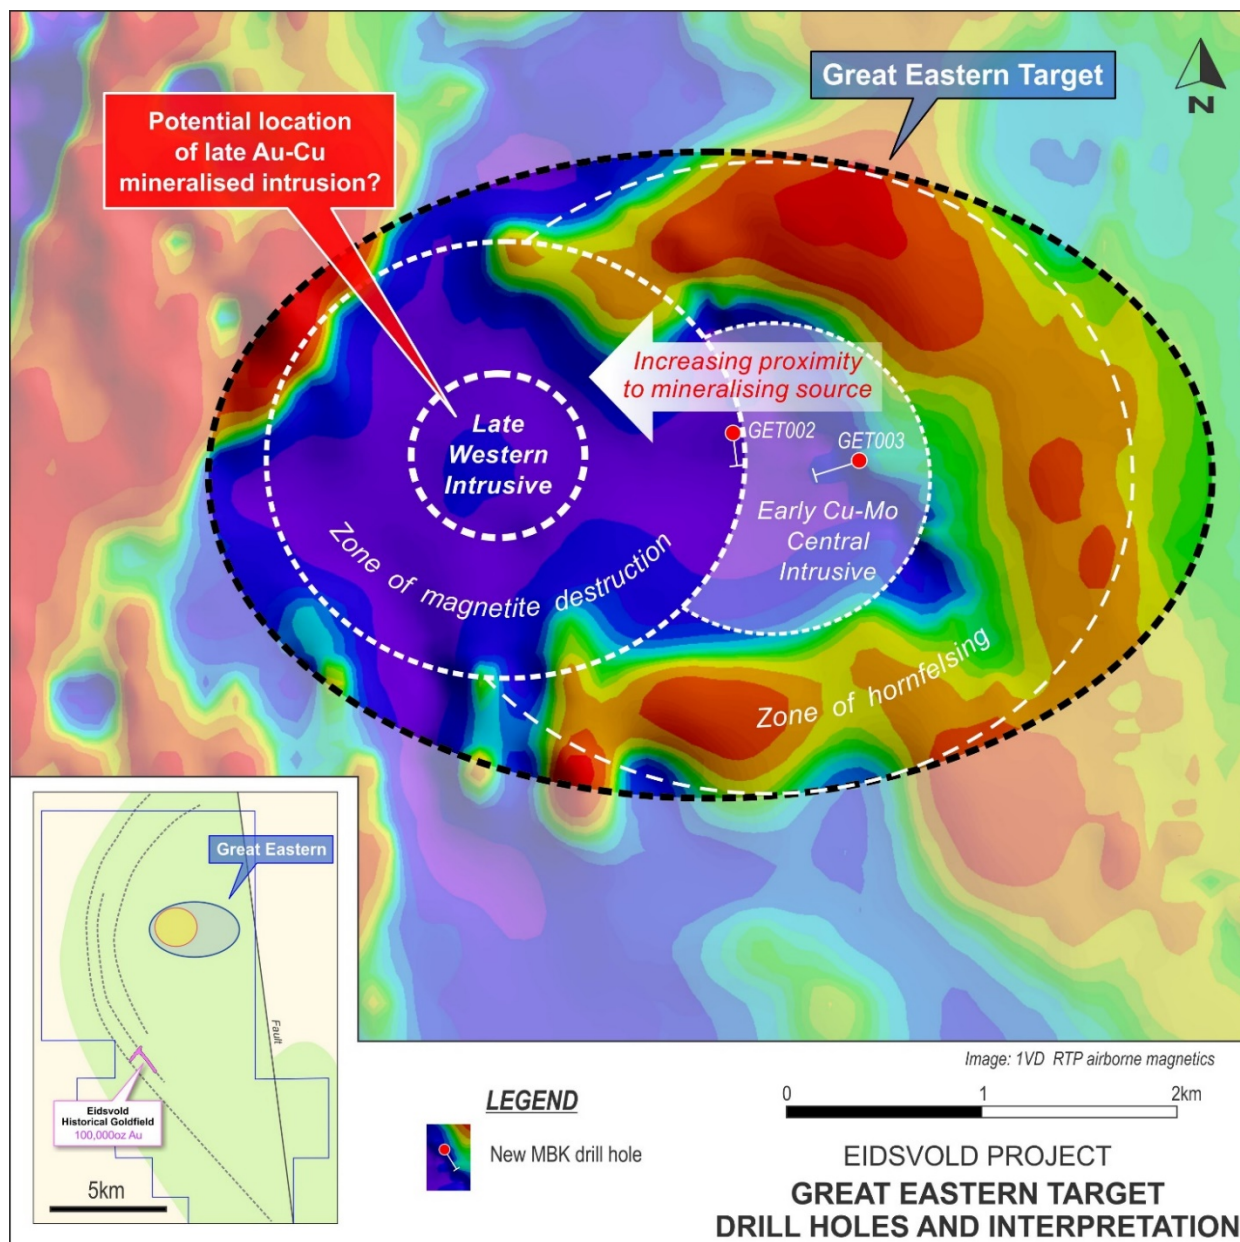 Great Eastern Target
N
Potential location
of late Au-Cu
mineralised intrusion?
Increasing proximity
to mineralising source
GET002
GET003
Late
Western
Intrusive
Early Cu-Mo
Central
Intrusive
Zone of magnetite destruction
Zone of hornfelsing
Great Eastern
Fault
Eidsvold
Historical Goldfield
100,000oz Au
5km
LEGEND
New MBK drill hole
Image: 1VD RTP airborne magnetics
0 1 2km
EIDSVOLD PROJECT
GREAT EASTERN TARGET
DRILL HOLES AND INTERPRETATION